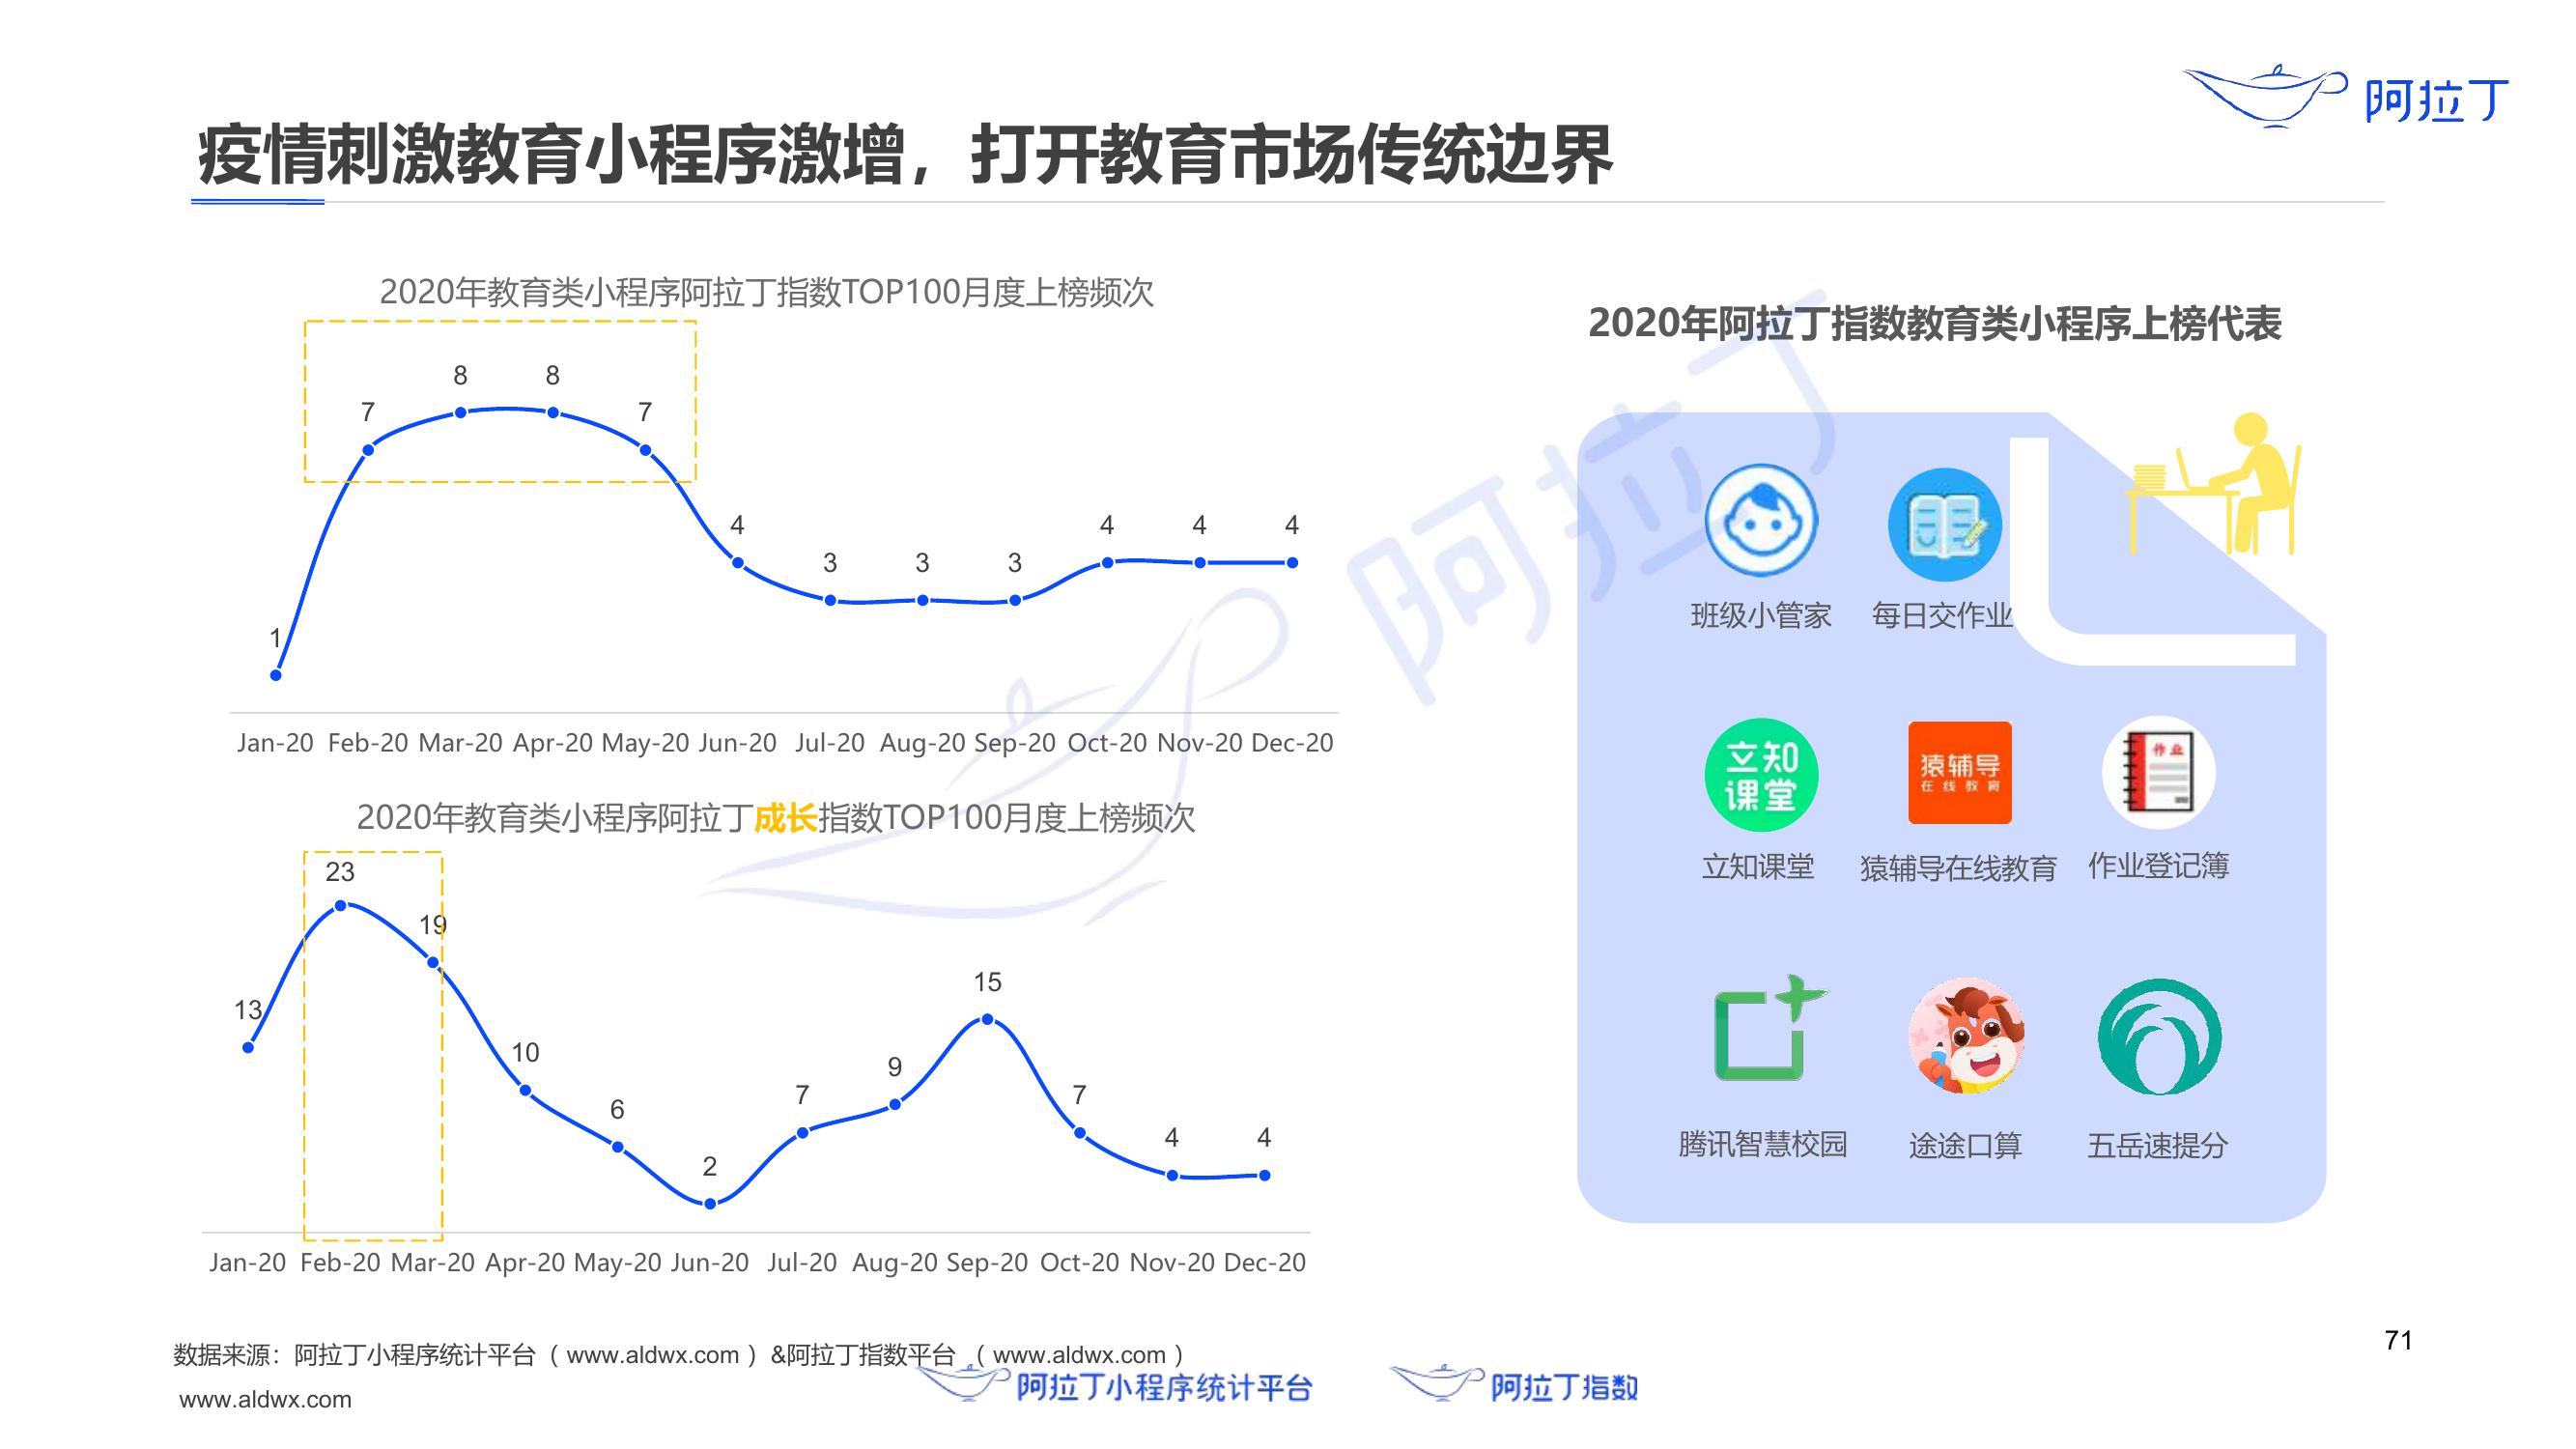 阿拉丁
疫情刺激教育小程序激增，打开教育市场传统边界
2020年教育类小程序阿拉丁指数TOP100月度上榜频次
1 7 8 8 7 4 3 3 3 4 4 4
Jan-20 Feb-20 Mar-20 Apr-20 May-20 Jun-20 Jul-20 Aug-20 Sep-20 Oct-20 Nov-20 Dec-20
2020年教育类小程序阿拉丁成长指数TOP100月度上榜频次
13 23 19 10 6 2 7 9 15 7 4 4
Jan-20 Feb-20 Mar-20 Apr-20 May-20 Jun-20 Jul-20 Aug-20 Sep-20 Oct-20 Nov-20 Dec-20
阿拉丁
2020年阿拉丁指数教育类小程序上榜代表
班级小管家 每日交作业
立知
课堂
猿辅导
在线教育
作业
立知课堂 猿辅导在线教育 作业登记簿
腾讯智慧校园 途途口算 五岳速提分
数据来源：阿拉丁小程序统计平台（www.aldwx.com）&阿拉丁指数平台 （www.aldwx.com）
www.aldwx.com
阿拉丁小程序统计平台 阿拉丁指数
71